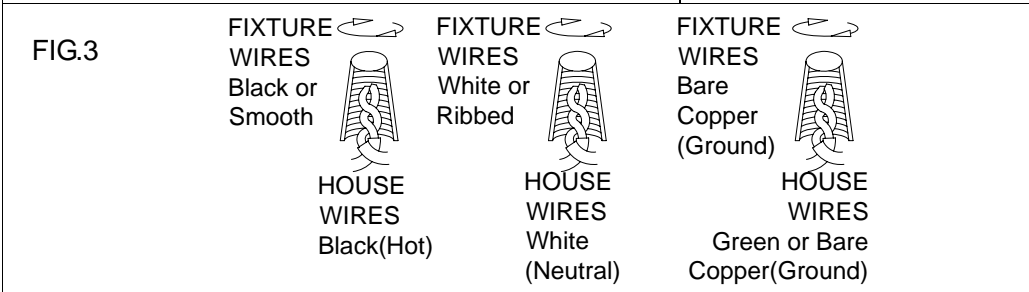 FIG.3
FIXTURE
WIRES
Black or
Smooth
HOUSE
WIRES
Black(Hot)
FIXTURE
WIRES
White or
Ribbed
HOUSE
WIRES
White
(Neutral)
FIXTURE
WIRES
Bare
Copper
(Ground)
HOUSE
WIRES
Green or Bare
Copper(Ground)